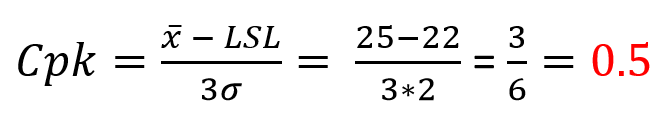 Cpk = (x̄ − LSL) / 3σ = (25−22) / (3*2) = 3/6 = 0.5